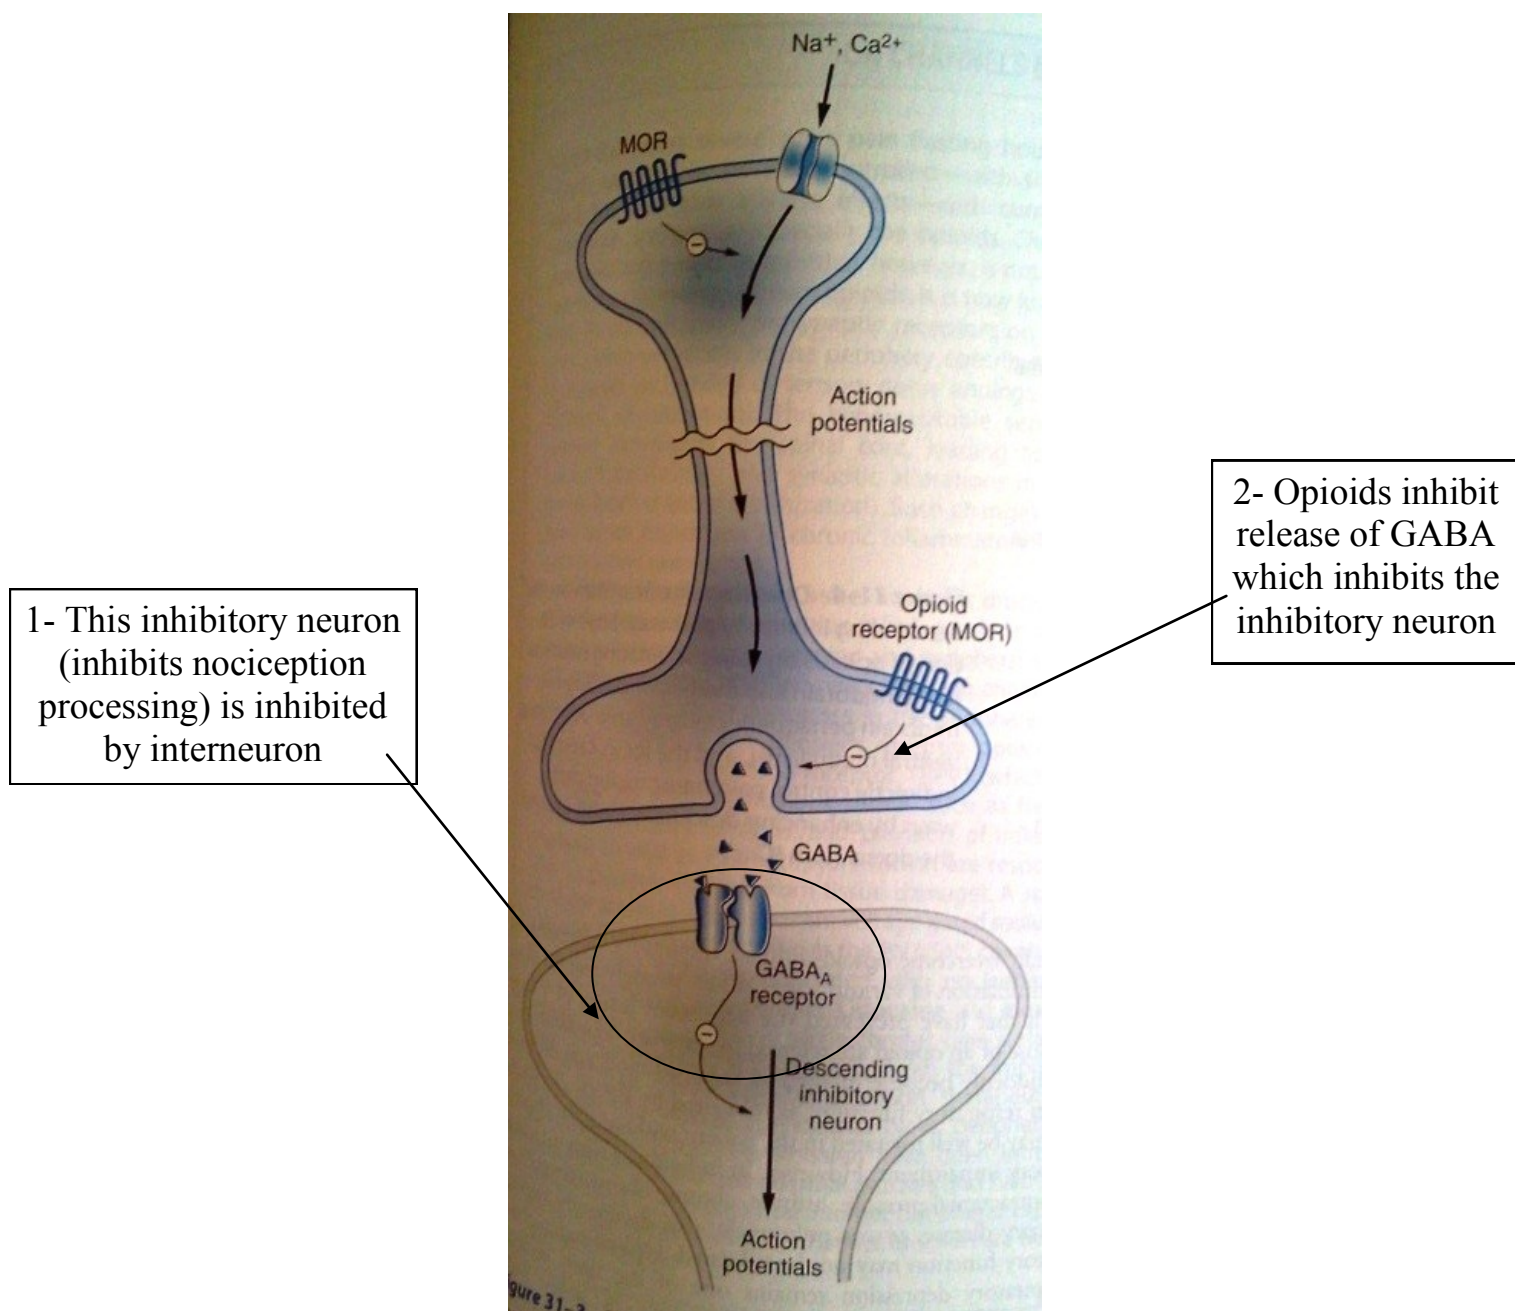 Na⁺, Ca²⁺
MOR
Action
potentials
2- Opioids inhibit
release of GABA
which inhibits the
inhibitory neuron
1- This inhibitory neuron
(inhibits nociception
processing) is inhibited
by interneuron
Opioid
receptor (MOR)
GABA
GABA_A
receptor
Descending
inhibitory
neuron
Action
potentials